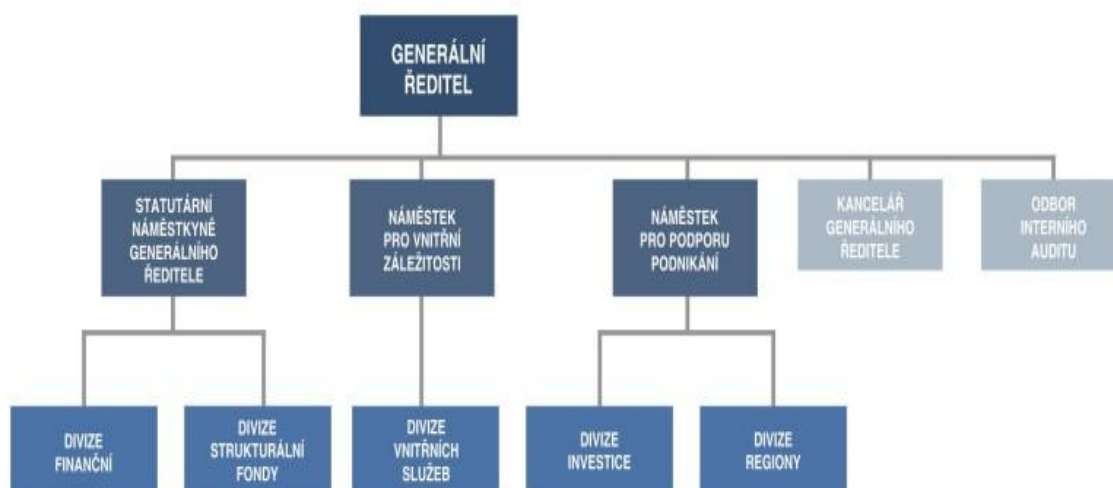 GENERÁLNÍ
ŘEDITEL
STATUTÁRNÍ
NÁMĚSTKYNĚ
GENERÁLNÍHO
ŘEDITELE
NÁMĚSTEK
PRO VNITŘNÍ
ZÁLEŽITOSTI
NÁMĚSTEK
PRO PODPORU
PODNIKÁNÍ
KANCELÁŘ
GENERÁLNÍHO
ŘEDITELE
ODBOR
INTERNÍHO
AUDITU
DIVIZE
FINANČNÍ
DIVIZE
STRUKTURÁLNÍ
FONDY
DIVIZE
VNITŘNÍCH
SLUŽEB
DIVIZE
INVESTICE
DIVIZE
REGIONY